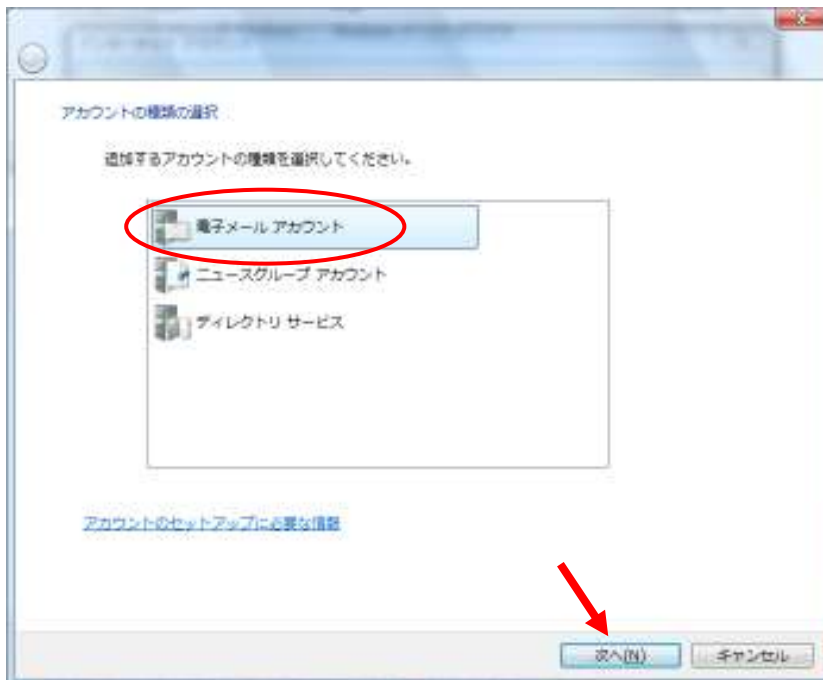 アカウントの種類の選択
追加するアカウントの種類を選択してください。
電子メール アカウント
ニュースグループ アカウント
ディレクトリ サービス
アカウントのセットアップに必要な情報
次へ(N)
キャンセル